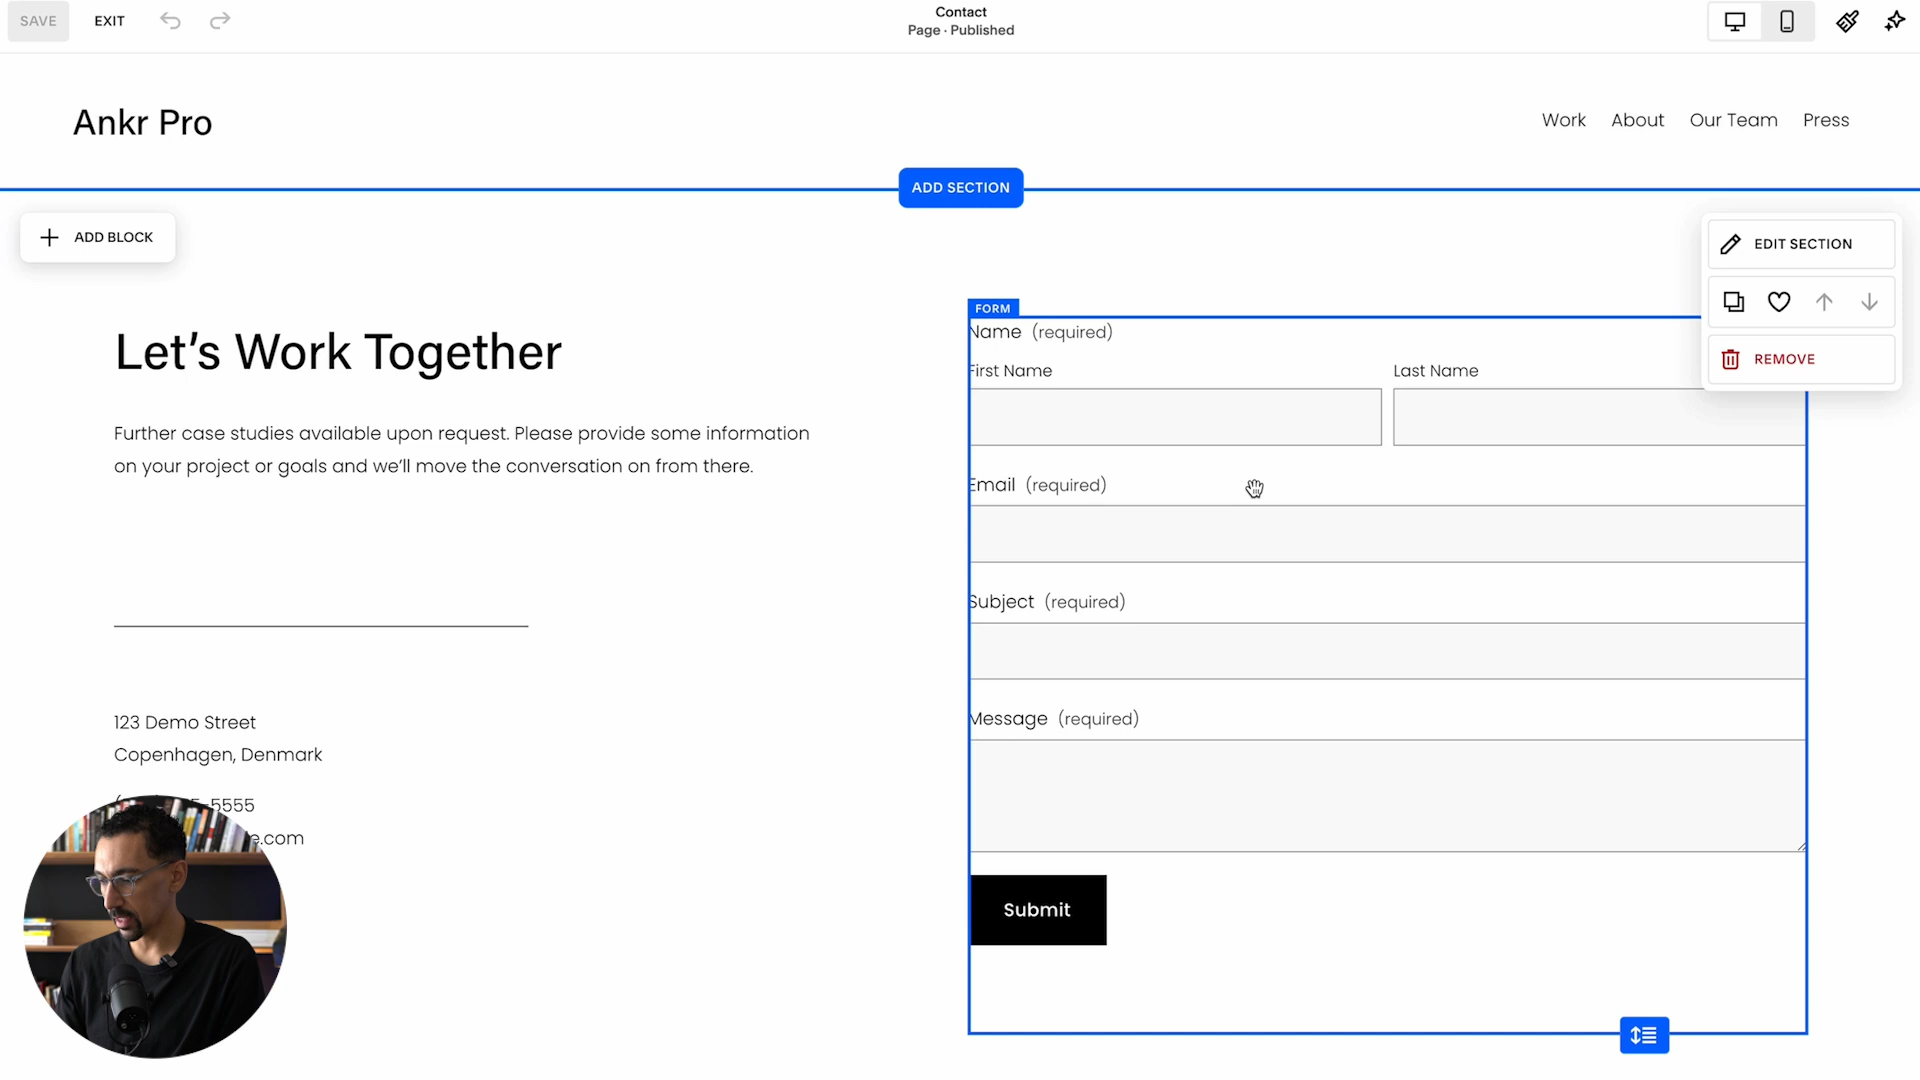 SAVE
EXIT
Contact
Page · Published
Ankr Pro
Work
About
Our Team
Press
ADD SECTION
ADD BLOCK
EDIT SECTION
REMOVE
Let’s Work Together
Further case studies available upon request. Please provide some information
on your project or goals and we’ll move the conversation on from there.
123 Demo Street
Copenhagen, Denmark
-5555
e.com
FORM
Name (required)
First Name
Last Name
Email (required)
Subject (required)
Message (required)
Submit